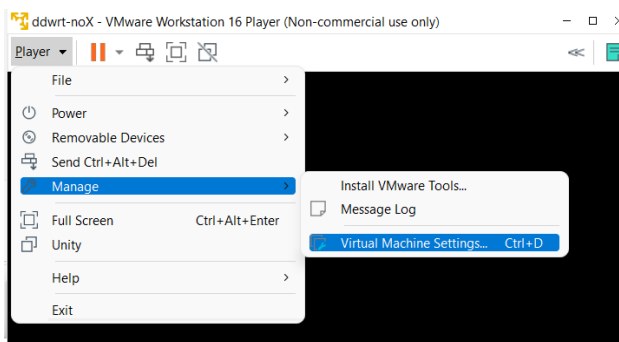 ddwrt-noX - VMware Workstation 16 Player (Non-commercial use only)
Player
File
Power
Removable Devices
Send Ctrl+Alt+Del
Manage
Install VMware Tools...
Message Log
Virtual Machine Settings... Ctrl+D
Full Screen Ctrl+Alt+Enter
Unity
Help
Exit